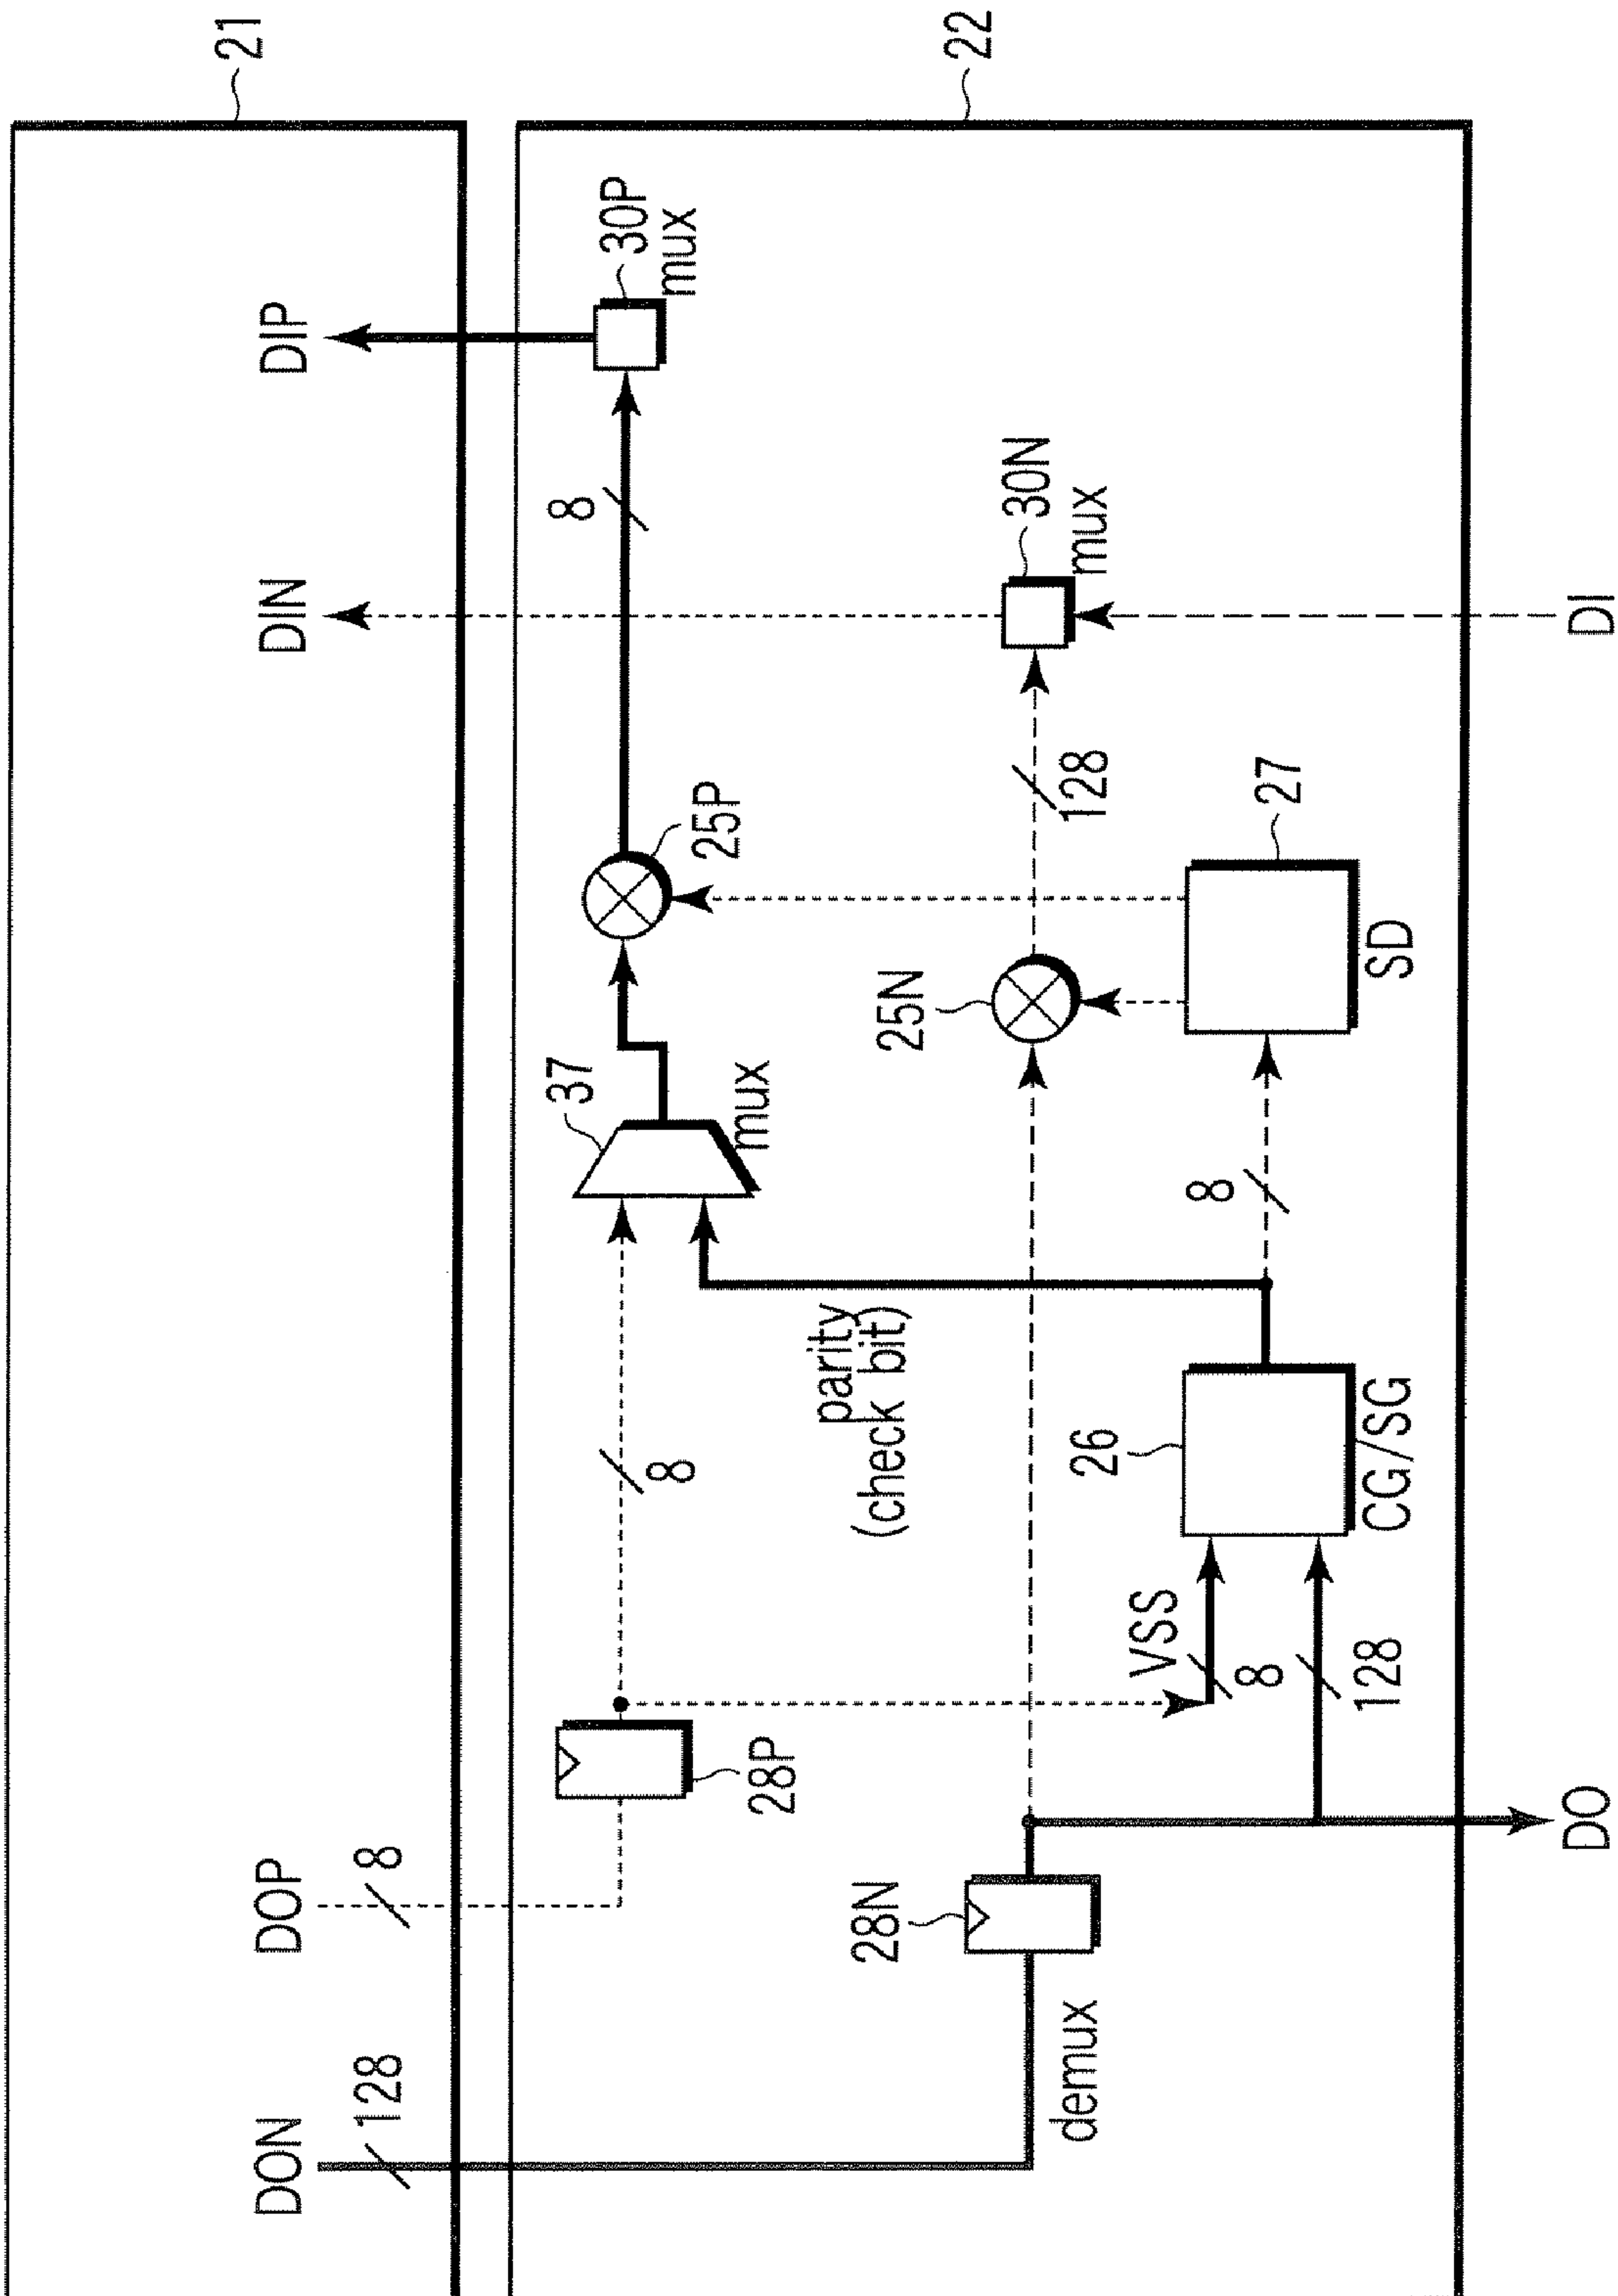 DON
128
DOP
8
DIN
DIP
21
28P
8
37
mux
25P
8
30P
mux
28N
demux
parity
(check bit)
25N
128
30N
mux
22
VSS
8
128
26
CG/SG
8
27
SD
DO
DI